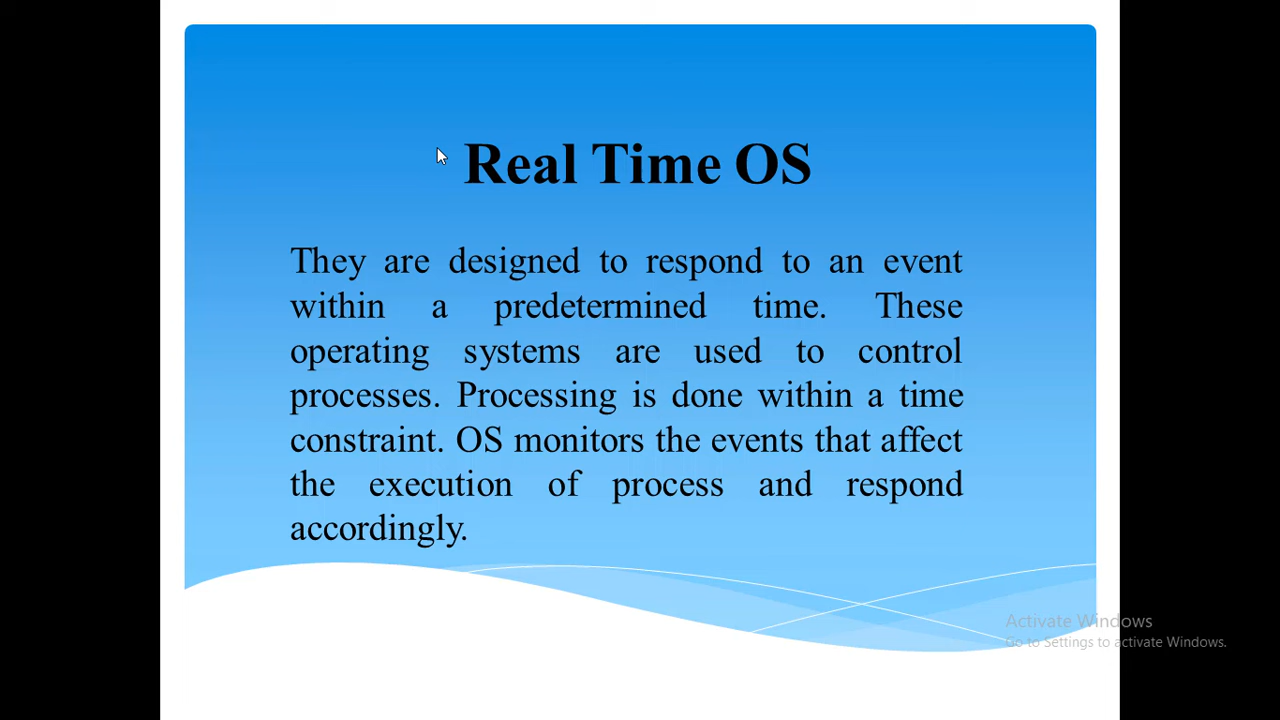 Real Time OS
They are designed to respond to an event
within a predetermined time. These
operating systems are used to control
processes. Processing is done within a time
constraint. OS monitors the events that affect
the execution of process and respond
accordingly.
Activate Windows
Go to Settings to activate Windows.